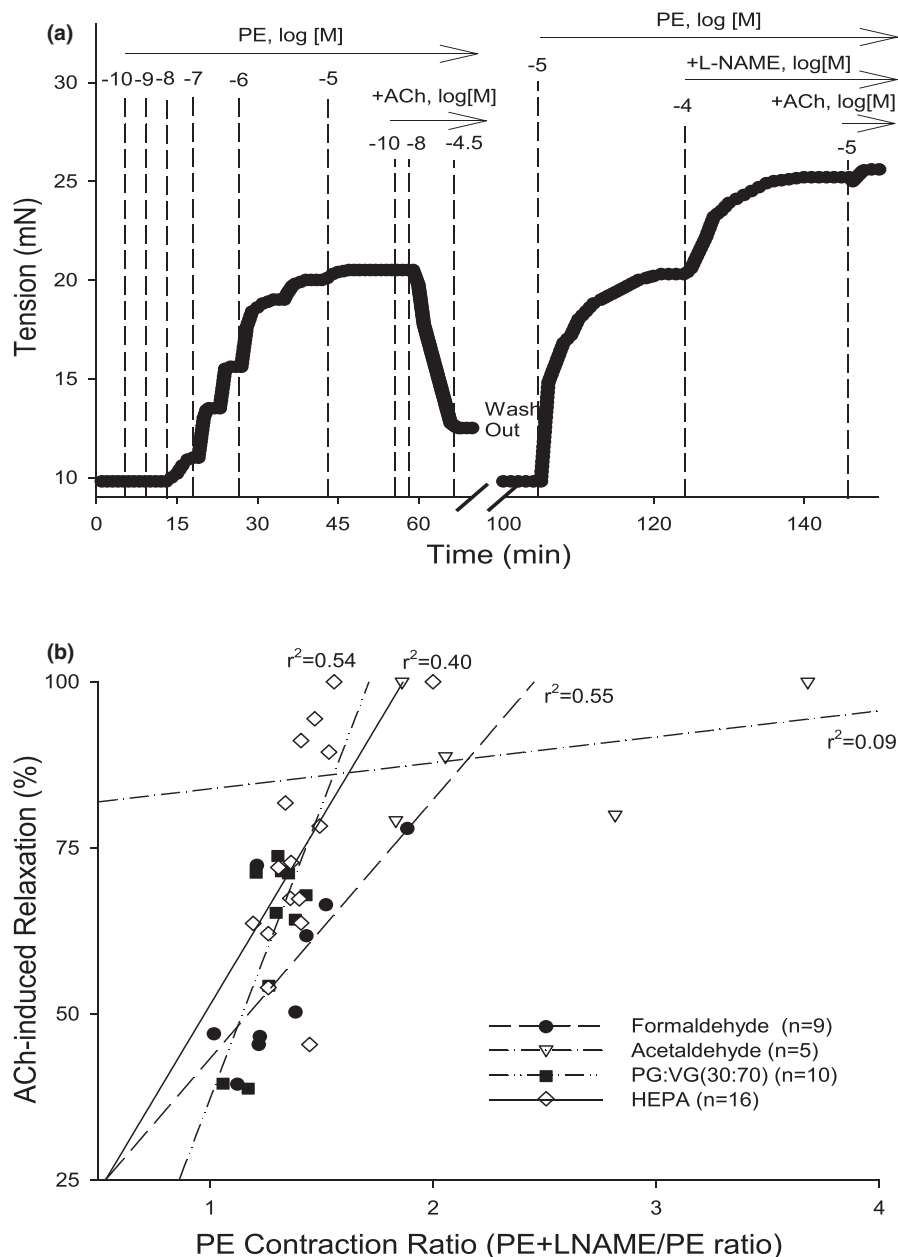 (a)
PE, log [M]
PE, log [M]
-10 -9 -8 -7 -6 -5
-5
+L-NAME, log[M]
+ACh, log[M]
-4
+ACh, log[M]
-10 -8 -4.5
-5
30
25
20
15
10
Tension (mN)
Wash
Out
0 15 30 45 60 100 120 140
Time (min)
(b)
r²=0.54
r²=0.40
r²=0.55
r²=0.09
100
75
50
25
ACh-induced Relaxation (%)
Formaldehyde (n=9)
Acetaldehyde (n=5)
PG:VG(30:70) (n=10)
HEPA (n=16)
1 2 3 4
PE Contraction Ratio (PE+LNAME/PE ratio)